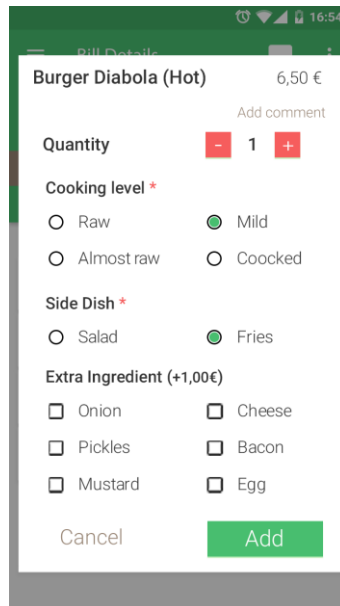 16:54
Bill Details
Burger Diabola (Hot) 6,50 €
Add comment
Quantity - 1 +
Cooking level *
Raw Mild
Almost raw Coocked
Side Dish *
Salad Fries
Extra Ingredient (+1,00€)
Onion Cheese
Pickles Bacon
Mustard Egg
Cancel Add